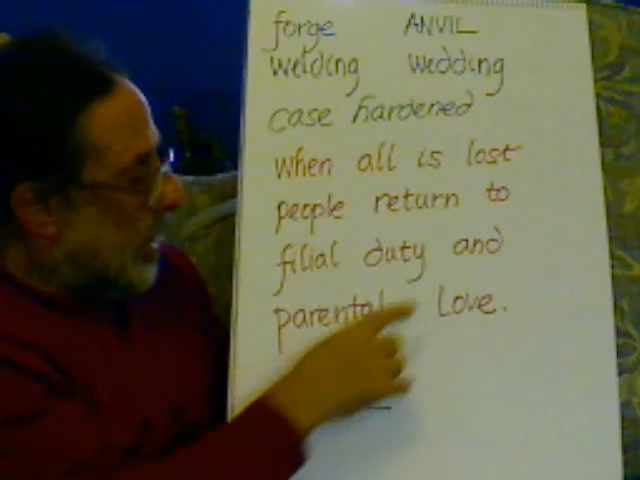 forge ANVIL
welding wedding
case hardened
when all is lost
people return to
filial duty and
parental Love.